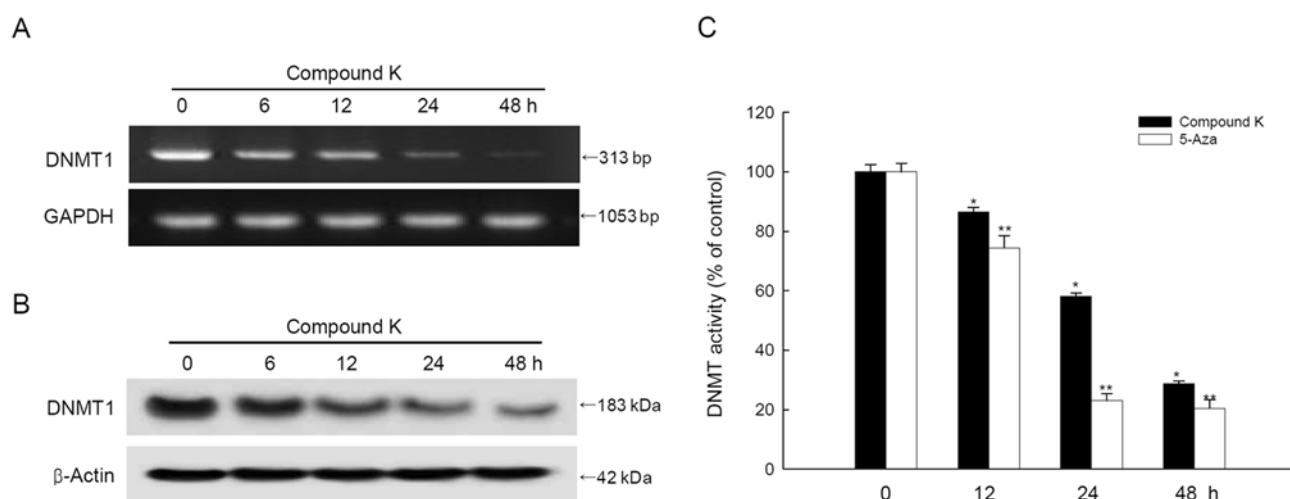 A
Compound K
0 6 12 24 48 h
DNMT1 ←313 bp
GAPDH ←1053 bp
B
Compound K
0 6 12 24 48 h
DNMT1 ←183 kDa
β-Actin ←42 kDa
C
Compound K
5-Aza
DNMT activity (% of control)
120
100
80
60
40
20
0
* ** * ** * **
0 12 24 48 h